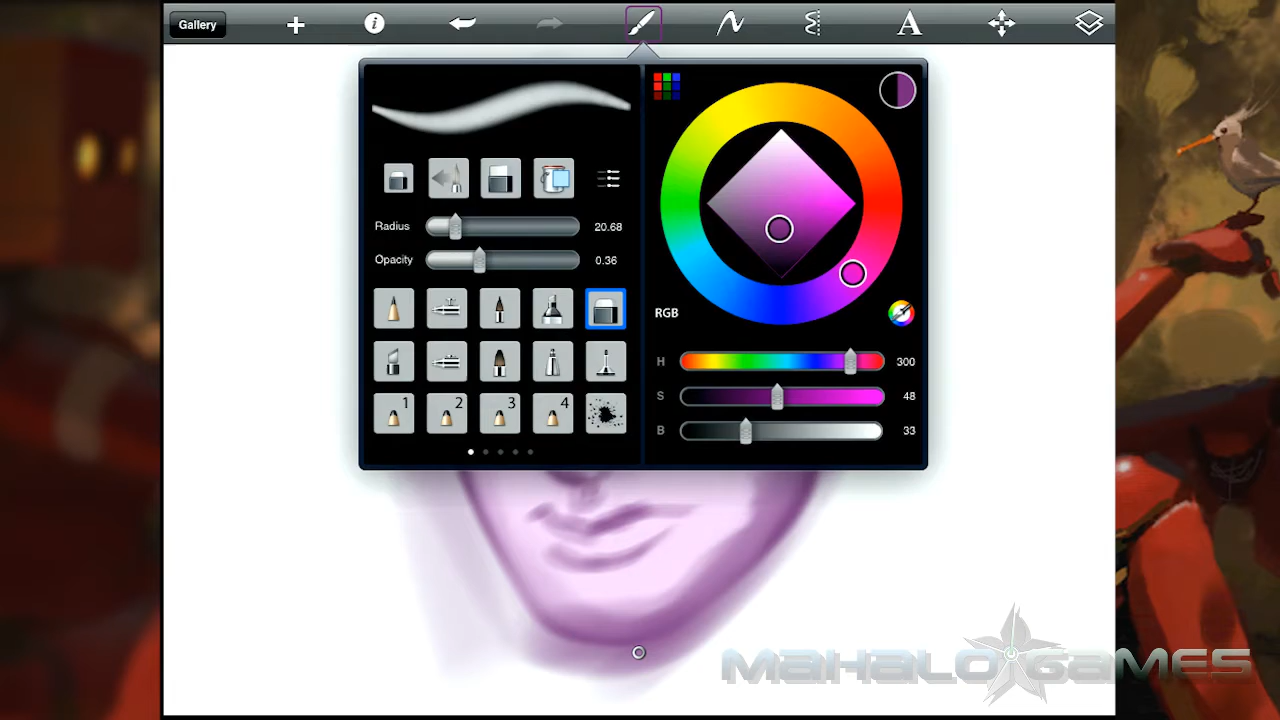 Gallery
A
Radius 20.68
Opacity 0.36
1 2 3 4
RGB
H 300
S 48
B 33
MAHALO GAMES